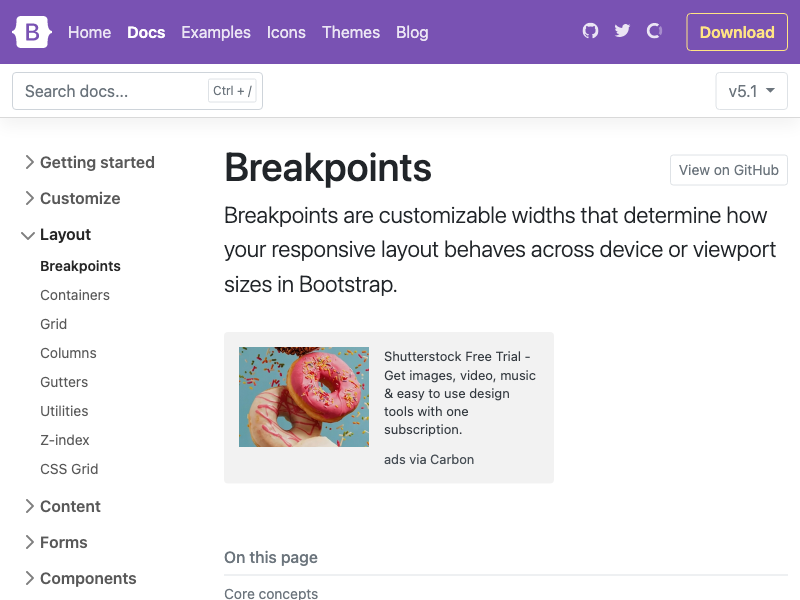 B Home Docs Examples Icons Themes Blog Download
Search docs... Ctrl + / v5.1
Getting started
Customize
Layout
Breakpoints
Containers
Grid
Columns
Gutters
Utilities
Z-index
CSS Grid
Content
Forms
Components
Breakpoints
View on GitHub
Breakpoints are customizable widths that determine how
your responsive layout behaves across device or viewport
sizes in Bootstrap.
Shutterstock Free Trial -
Get images, video, music
& easy to use design
tools with one
subscription.
ads via Carbon
On this page
Core concepts